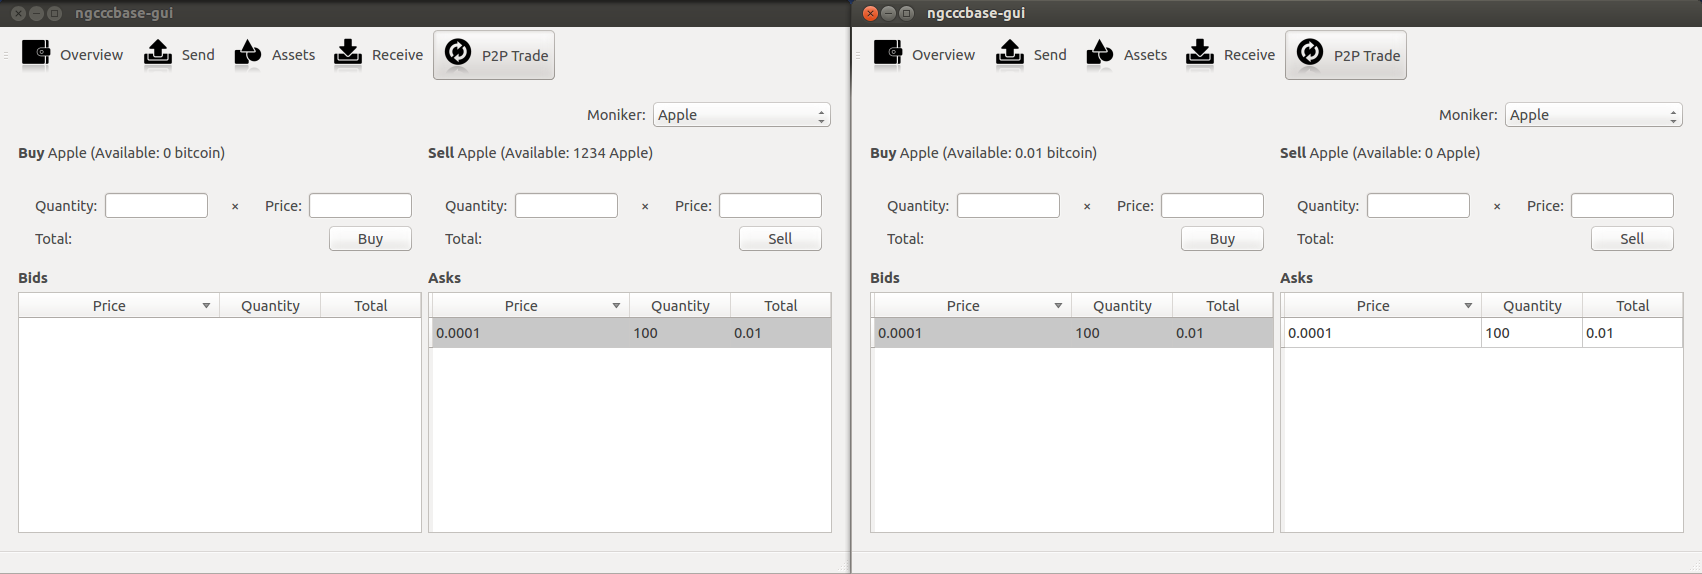 ngcccbase-gui
Overview Send Assets Receive P2P Trade
Moniker: Apple
Buy Apple (Available: 0 bitcoin) Sell Apple (Available: 1234 Apple)
Quantity: × Price: Quantity: × Price:
Total: Buy Total: Sell
Bids Asks
Price Quantity Total Price Quantity Total
0.0001 100 0.01
ngcccbase-gui
Overview Send Assets Receive P2P Trade
Moniker: Apple
Buy Apple (Available: 0.01 bitcoin) Sell Apple (Available: 0 Apple)
Quantity: × Price: Quantity: × Price:
Total: Buy Total: Sell
Bids Asks
Price Quantity Total Price Quantity Total
0.0001 100 0.01 0.0001 100 0.01